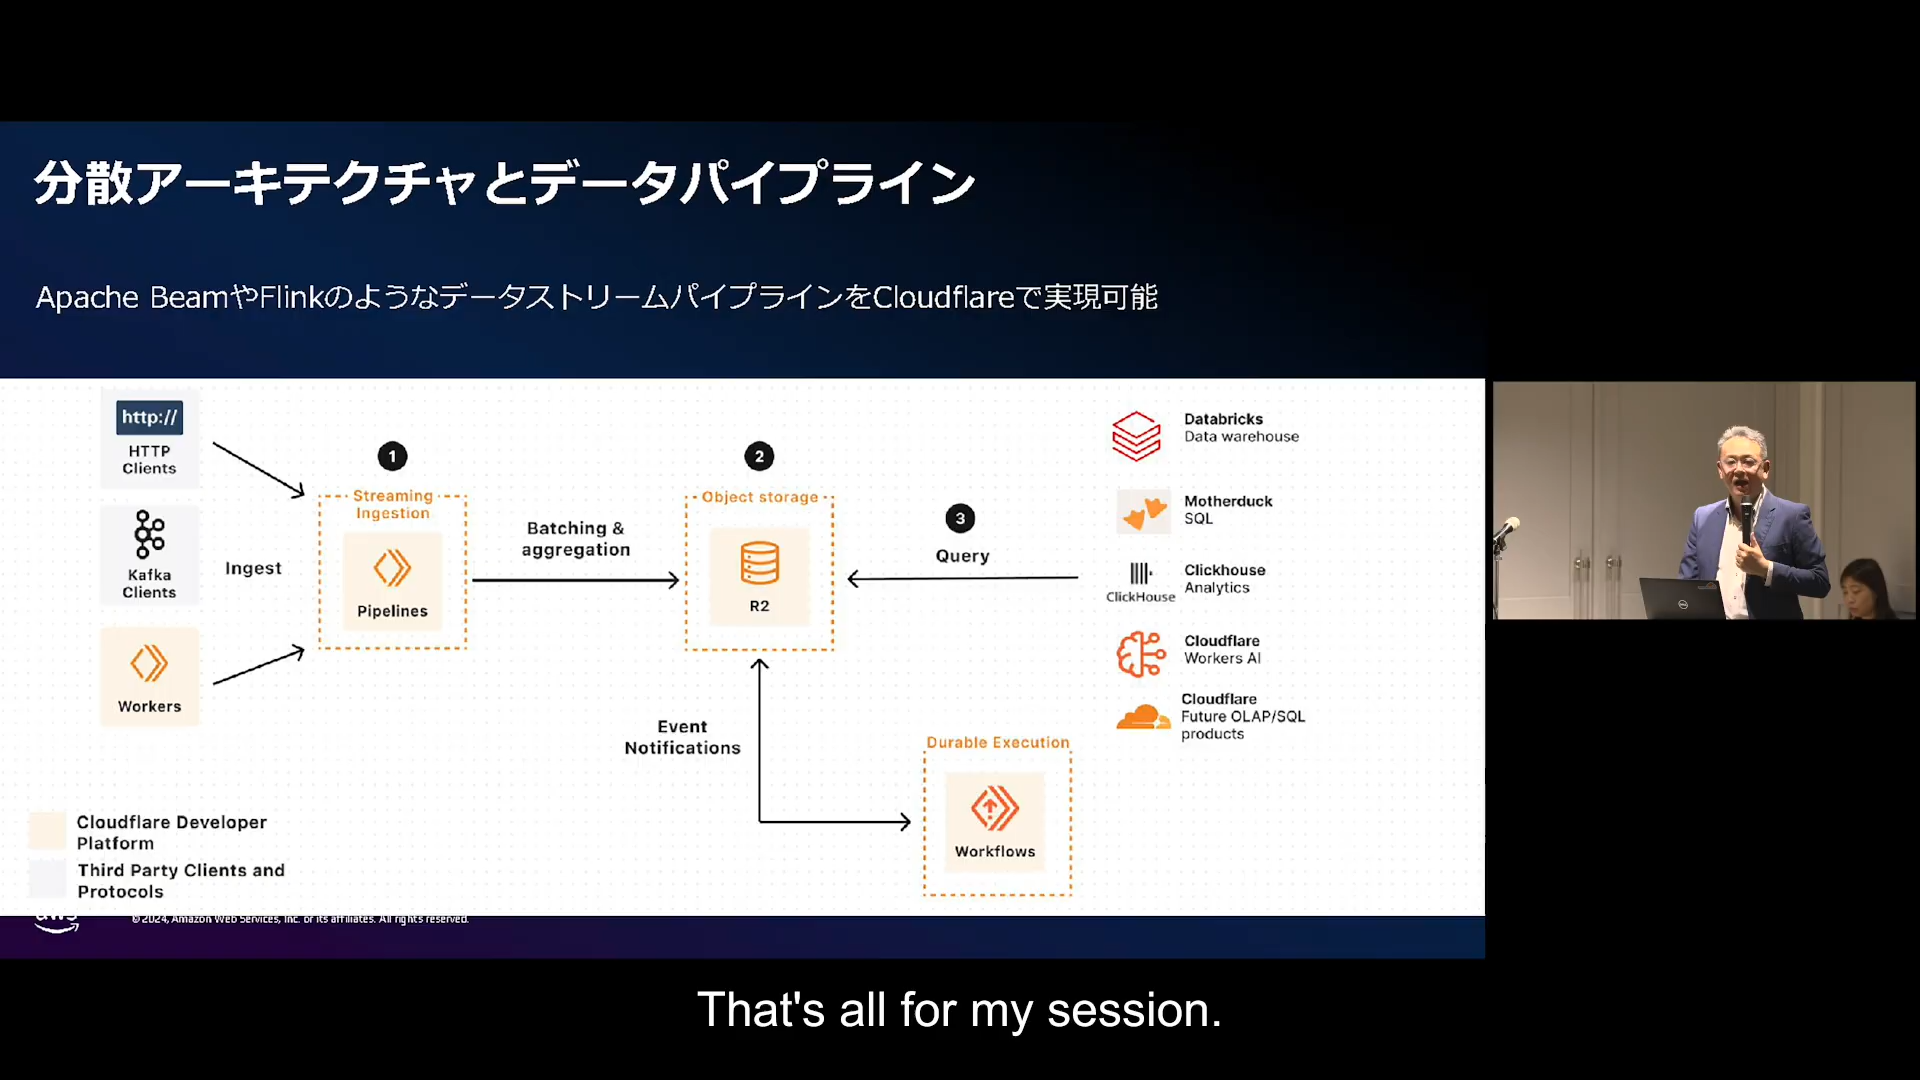 分散アーキテクチャとデータパイプライン
Apache BeamやFlinkのようなデータストリームパイプラインをCloudflareで実現可能
http://
HTTP
Clients
Kafka
Clients
Workers
Ingest
1
Streaming
Ingestion
Pipelines
Batching &
aggregation
2
Object storage
R2
3
Query
Event
Notifications
Durable Execution
Workflows
Databricks
Data warehouse
Motherduck
SQL
ClickHouse
Clickhouse
Analytics
Cloudflare
Workers AI
Cloudflare
Future OLAP/SQL
products
Cloudflare Developer
Platform
Third Party Clients and
Protocols
aws
© 2024, Amazon Web Services, Inc. or its affiliates. All rights reserved.
That's all for my session.